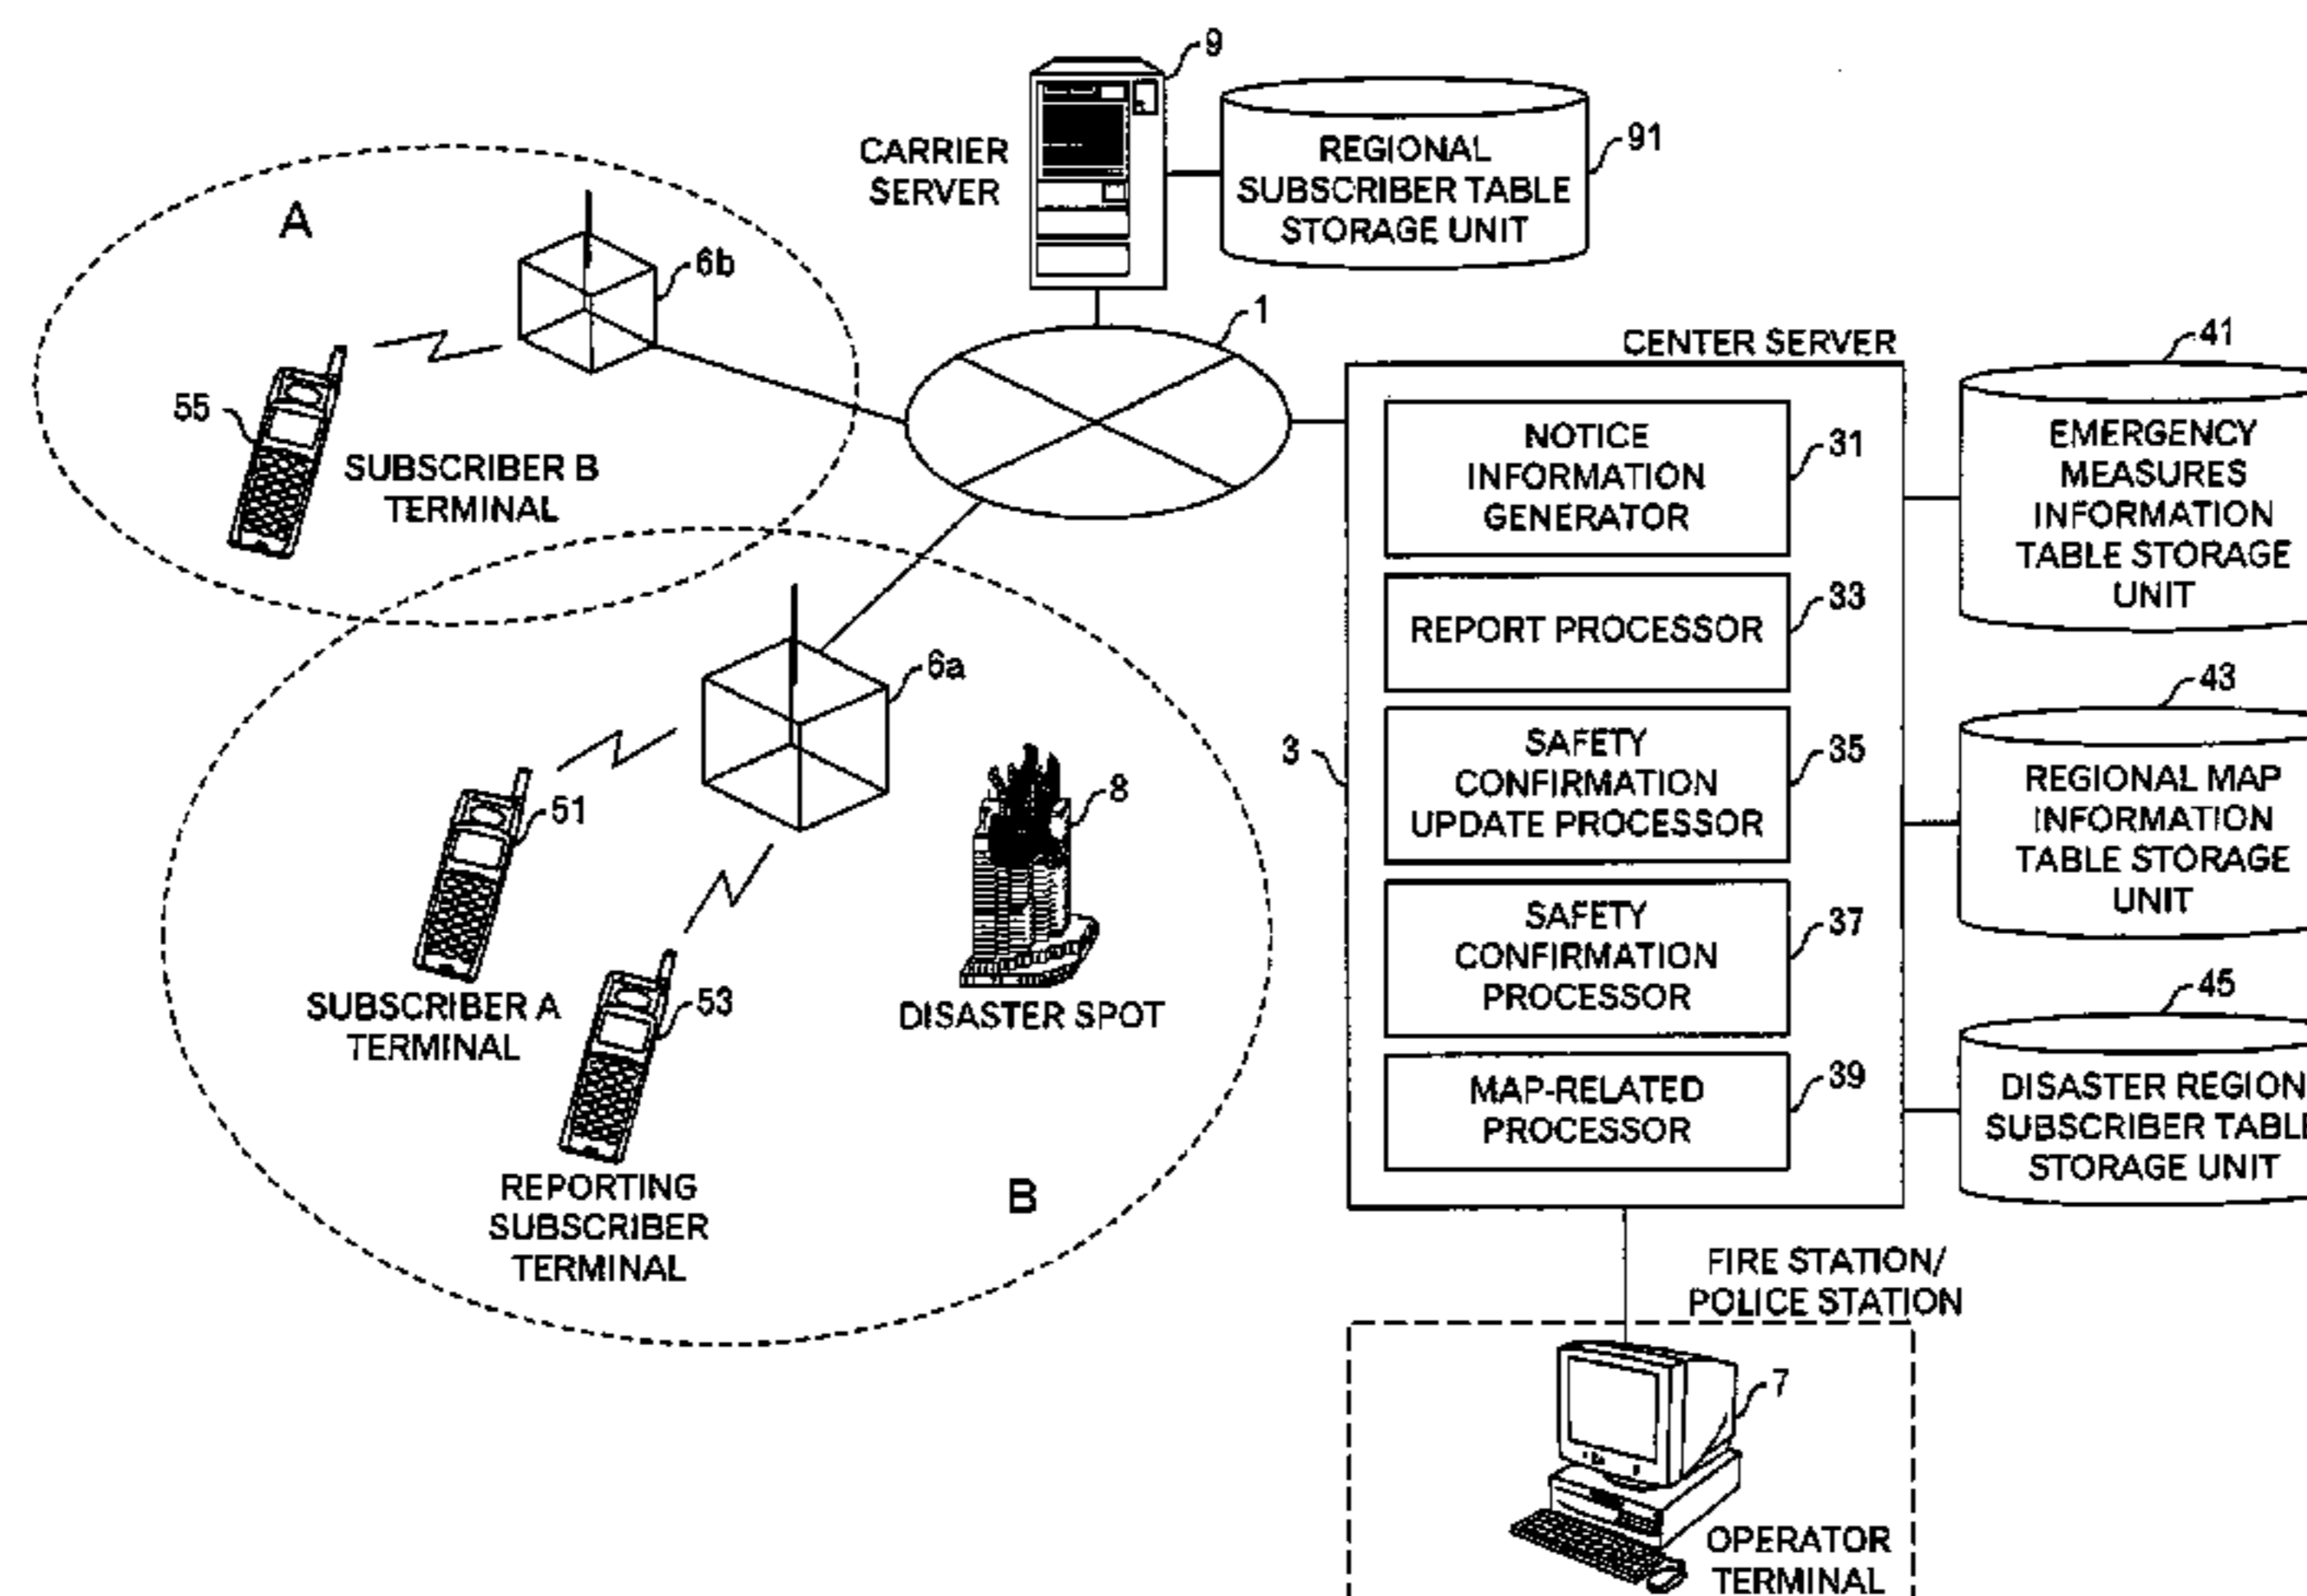 9
CARRIER
SERVER
REGIONAL
SUBSCRIBER TABLE
STORAGE UNIT
91
A
6b
55
SUBSCRIBER B
TERMINAL
1
CENTER SERVER
3
NOTICE
INFORMATION
GENERATOR
31
REPORT PROCESSOR
33
SAFETY
CONFIRMATION
UPDATE PROCESSOR
35
SAFETY
CONFIRMATION
PROCESSOR
37
MAP-RELATED
PROCESSOR
39
41
EMERGENCY
MEASURES
INFORMATION
TABLE STORAGE
UNIT
43
REGIONAL MAP
INFORMATION
TABLE STORAGE
UNIT
45
DISASTER REGION
SUBSCRIBER TABLE
STORAGE UNIT
6a
51
SUBSCRIBER A
TERMINAL
53
REPORTING
SUBSCRIBER
TERMINAL
8
DISASTER SPOT
B
FIRE STATION/
POLICE STATION
7
OPERATOR
TERMINAL